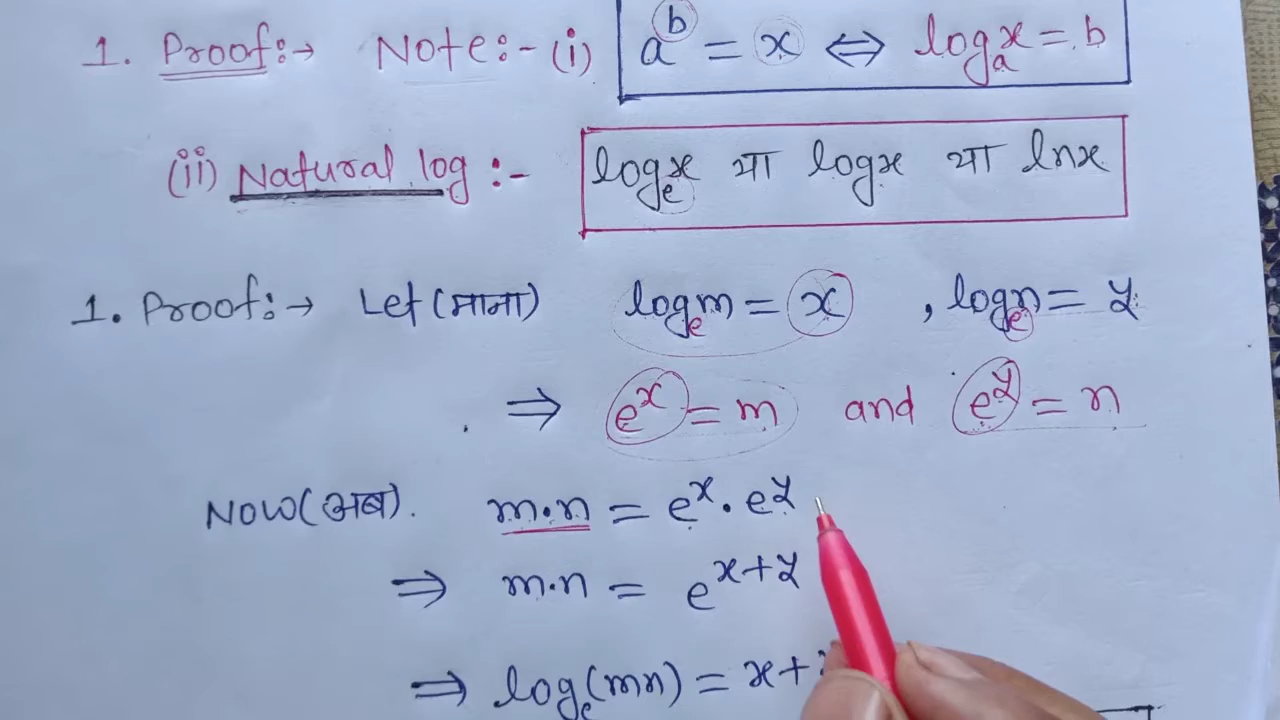 1. Proof:→ Note:- (i) a^b = x ⇔ log_a x = b
(ii) Natural log :- log_e x या log x या ln x
1. Proof:→ Let (माना) log_e m = x , log_e n = y
⇒ e^x = m and e^y = n
Now (अब). m·n = e^x · e^y
⇒ m·n = e^(x+y)
⇒ log_e (mn) = x +